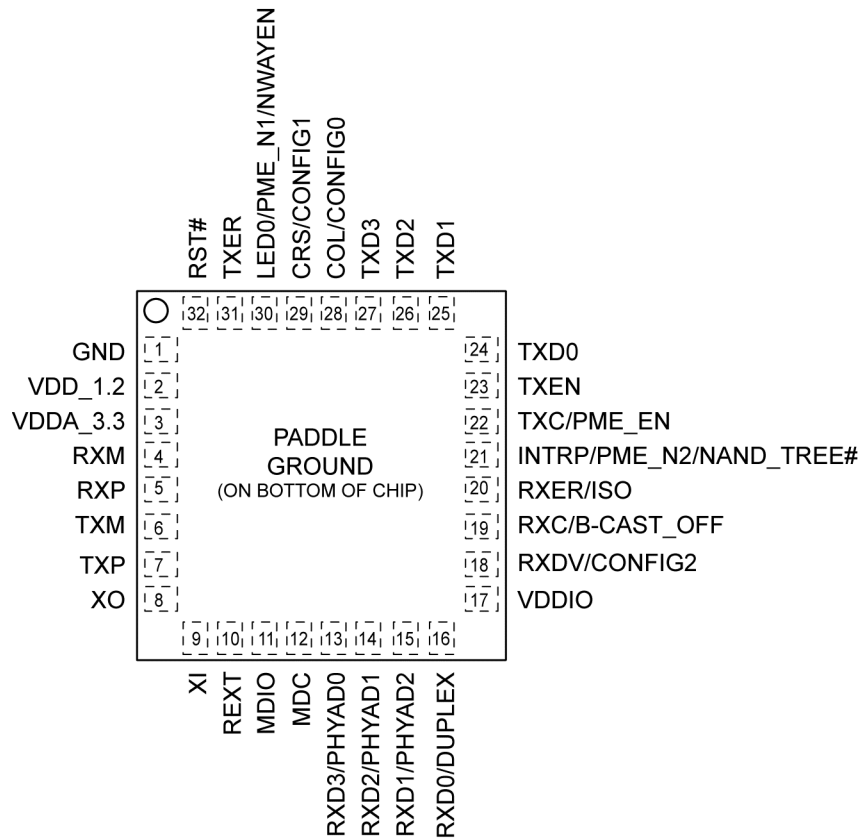 RST#
TXER
LED0/PME_N1/NWAYEN
CRS/CONFIG1
COL/CONFIG0
TXD3
TXD2
TXD1
32 31 30 29 28 27 26 25
GND 1
VDD_1.2 2
VDDA_3.3 3
RXM 4
RXP 5
TXM 6
TXP 7
XO 8
PADDLE
GROUND
(ON BOTTOM OF CHIP)
24 TXD0
23 TXEN
22 TXC/PME_EN
21 INTRP/PME_N2/NAND_TREE#
20 RXER/ISO
19 RXC/B-CAST_OFF
18 RXDV/CONFIG2
17 VDDIO
9 10 11 12 13 14 15 16
XI
REXT
MDIO
MDC
RXD3/PHYAD0
RXD2/PHYAD1
RXD1/PHYAD2
RXD0/DUPLEX